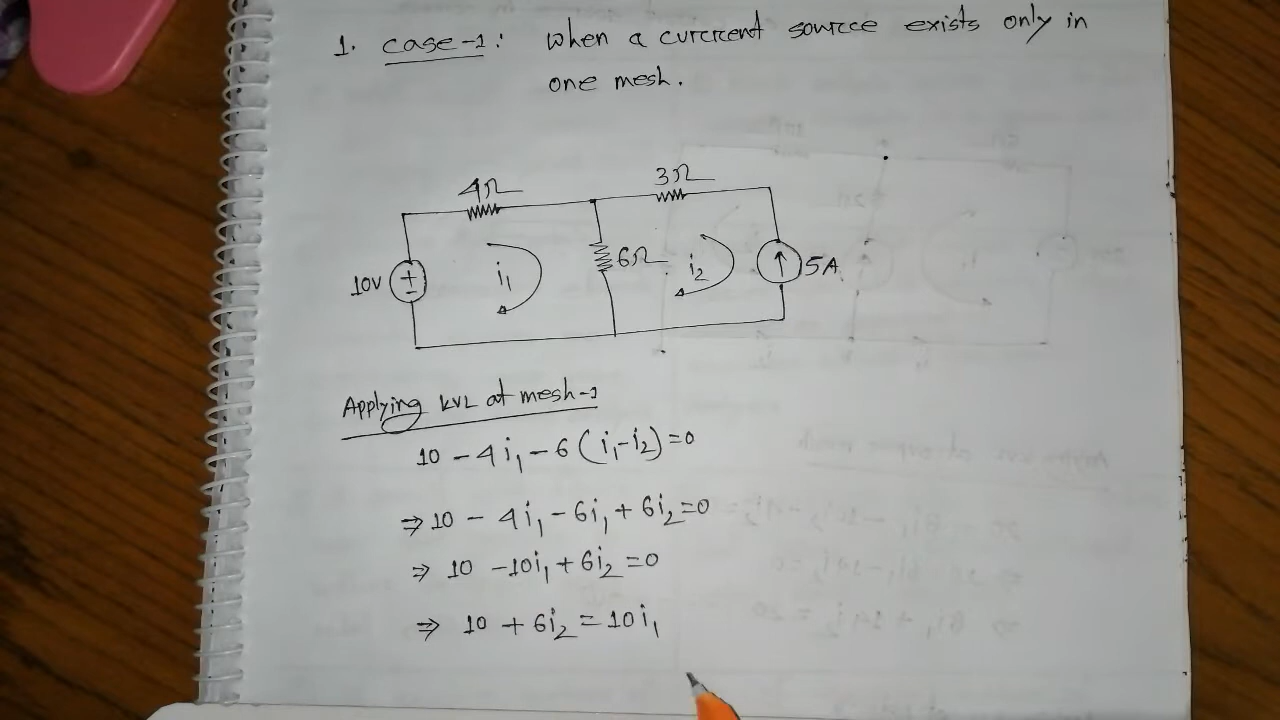 1. case-1: when a current source exists only in
one mesh.
4Ω
3Ω
10V
+
−
i₁
6Ω
i₂
5A
Applying KVL at mesh-1
10 - 4i₁ - 6(i₁-i₂)=0
⇒ 10 - 4i₁ - 6i₁ + 6i₂=0
⇒ 10 -10i₁ + 6i₂ =0
⇒ 10 + 6i₂ = 10i₁